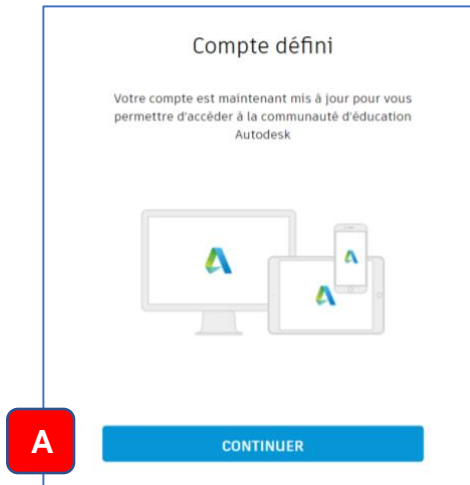 Compte défini
Votre compte est maintenant mis à jour pour vous
permettre d'accéder à la communauté d'éducation
Autodesk
A
CONTINUER